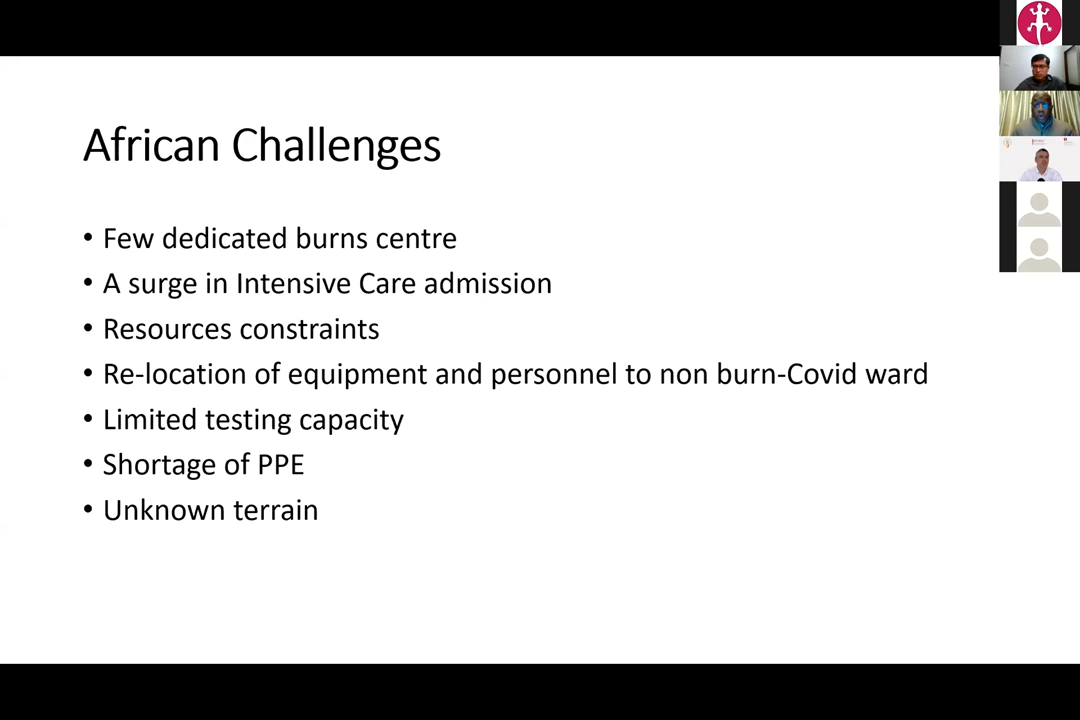 African Challenges
• Few dedicated burns centre
• A surge in Intensive Care admission
• Resources constraints
• Re-location of equipment and personnel to non burn-Covid ward
• Limited testing capacity
• Shortage of PPE
• Unknown terrain